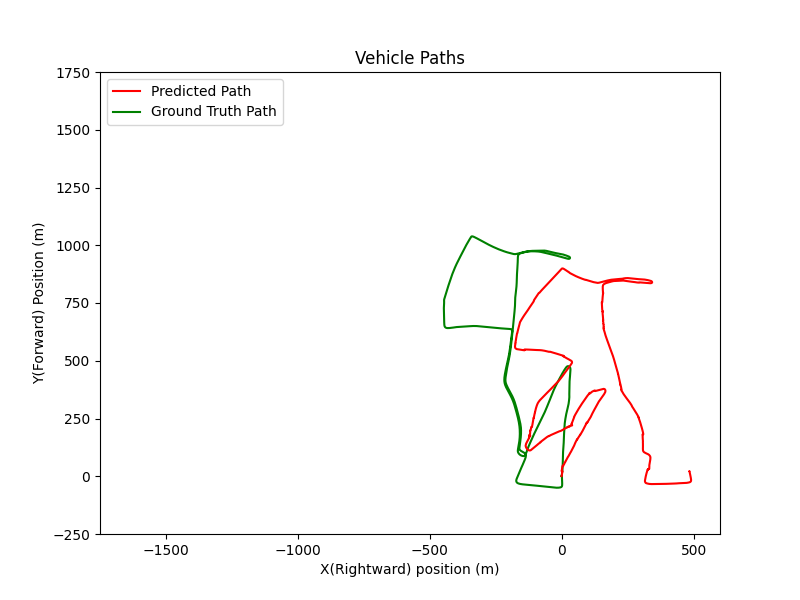 Vehicle Paths
Predicted Path
Ground Truth Path
1750
1500
1250
1000
750
500
250
0
−250
Y(Forward) Position (m)
−1500 −1000 −500 0 500
X(Rightward) position (m)